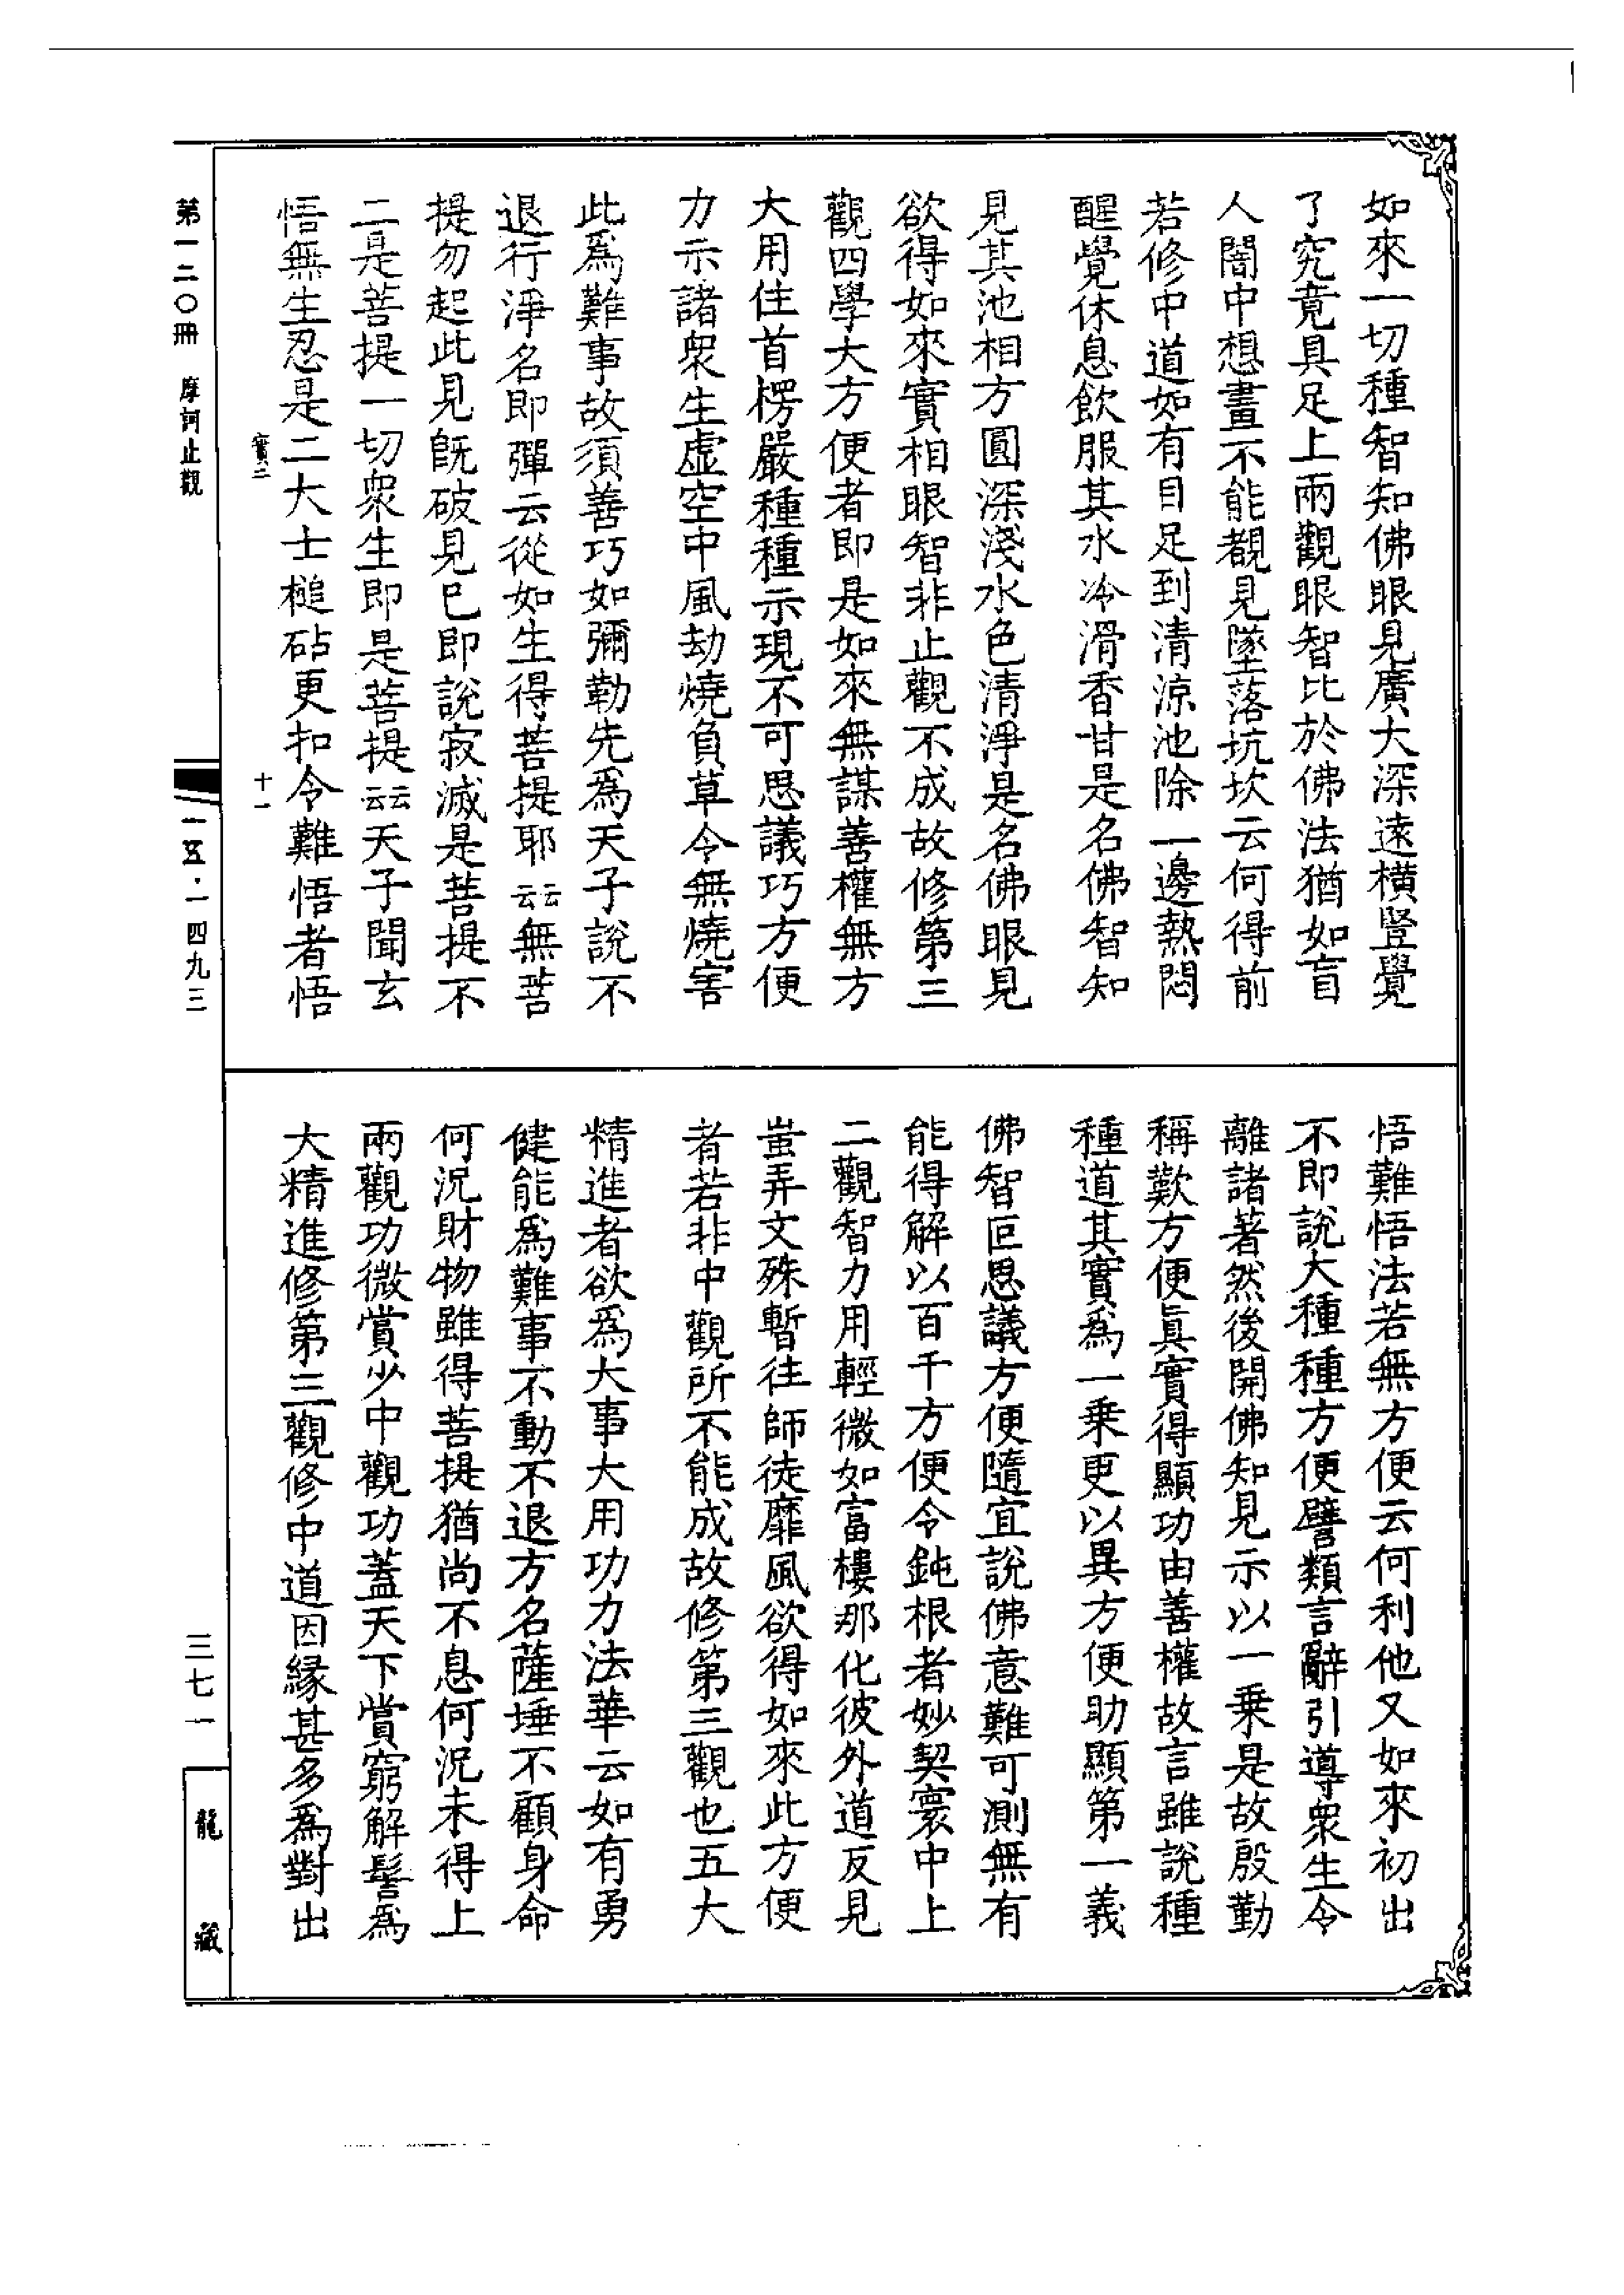 如來一切種智知佛眼見廣大深遠橫豎覺
了究竟具足上兩觀眼智比於佛法猶如盲
人闇中想畫不能覩見墜落坑坎云何得前
若修中道如有目足到清涼池除一邊熱悶
醒覺休息飲服其水冷滑香甘是名佛智知
見其池相方圓深淺水色清淨是名佛眼見
欲得如來實相眼智非止觀不成故修第三
觀四學大方便者即是如來無謀善權無方
大用住首楞嚴種種示現不可思議巧方便
力示諸衆生虛空中風劫燒負草令無燒害
此爲難事故須善巧如彌勒先爲天子說不
退行淨名即彈云從如生得菩提耶云云無菩
提勿起此見旣破見已即說寂滅是菩提不
二是菩提一切衆生即是菩提云云天子聞玄
悟無生忍是二大士槌砧更扣令難悟者悟
悟難悟法若無方便云何利他又如來初出
不即說大種種方便譬類言辭引導衆生令
離諸著然後開佛知見示以一乘是故殷勤
稱歎方便眞實得顯功由善權故言雖說種
種道其實爲一乘更以異方便助顯第一義
佛智叵思議方便隨宜說佛意難可測無有
能得解以百千方便令鈍根者妙契寰中上
二觀智力用輕微如富樓那化彼外道反見
蚩弄文殊暫往師徒靡風欲得如來此方便
者若非中觀所不能成故修第三觀也五大
精進者欲爲大事大用功力法華云如有勇
健能爲難事不動不退方名薩埵不顧身命
何況財物雖得菩提猶尚不息何況未得上
兩觀功微賞少中觀功蓋天下賞窮解髻爲
大精進修第三觀修中道因緣甚多爲對出
實二
十一
第一二〇冊　摩訶止觀
一五·一四九三
三七一
龍藏